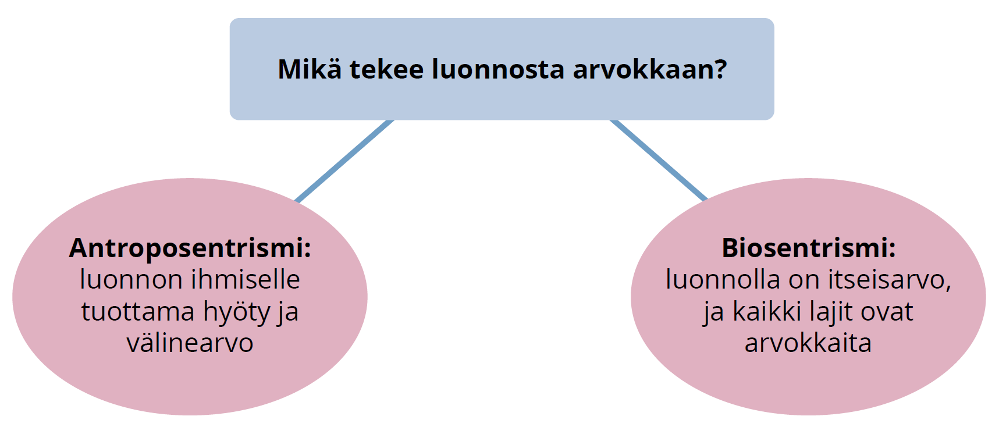 Mikä tekee luonnosta arvokkaan?
Antroposentrismi:
luonnon ihmiselle
tuottama hyöty ja
välinearvo
Biosentrismi:
luonnolla on itseisarvo,
ja kaikki lajit ovat
arvokkaita